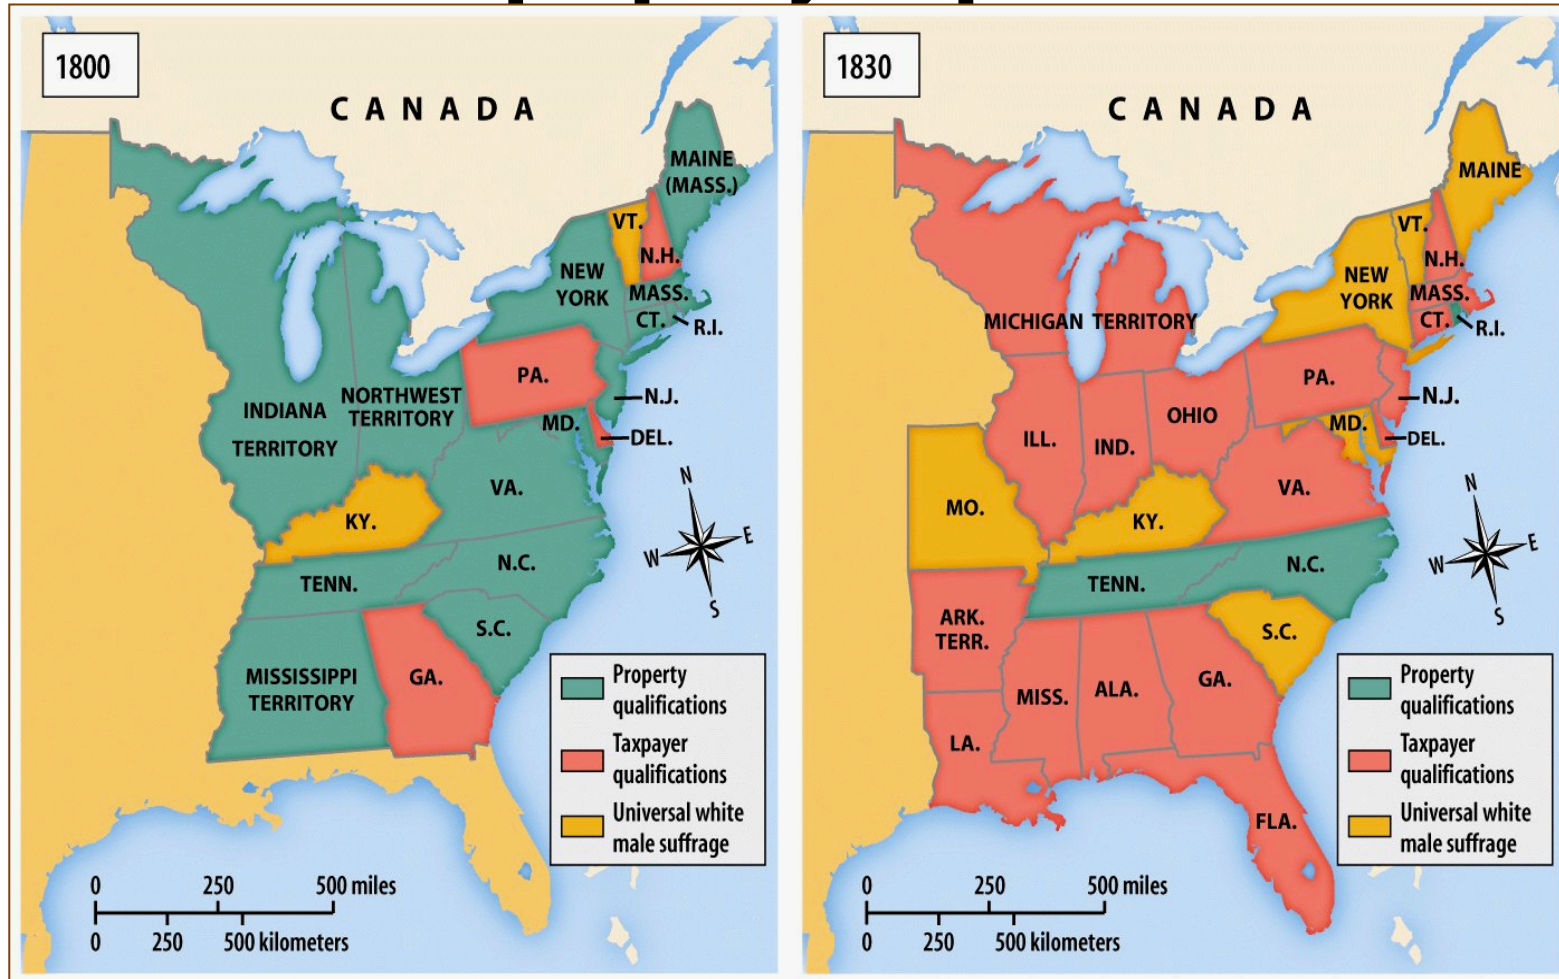 1800
CANADA
MAINE
(MASS.)
VT.
N.H.
NEW
YORK
MASS.
CT.
R.I.
PA.
N.J.
INDIANA
TERRITORY
NORTHWEST
TERRITORY
MD.
DEL.
VA.
KY.
N.C.
TENN.
S.C.
MISSISSIPPI
TERRITORY
GA.
N
W
E
S
Property
qualifications
Taxpayer
qualifications
Universal white
male suffrage
0 250 500 miles
0 250 500 kilometers
1830
CANADA
MAINE
VT.
N.H.
NEW
YORK
MASS.
CT.
R.I.
MICHIGAN TERRITORY
PA.
N.J.
OHIO
MD.
DEL.
ILL.
IND.
VA.
MO.
KY.
N.C.
TENN.
ARK.
TERR.
S.C.
MISS.
ALA.
GA.
LA.
FLA.
N
W
E
S
Property
qualifications
Taxpayer
qualifications
Universal white
male suffrage
0 250 500 miles
0 250 500 kilometers